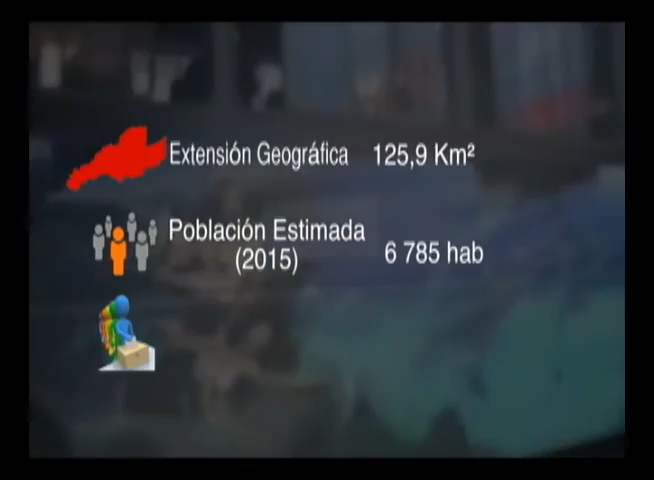 Extensión Geográfica 125,9 Km²
Población Estimada
(2015) 6 785 hab